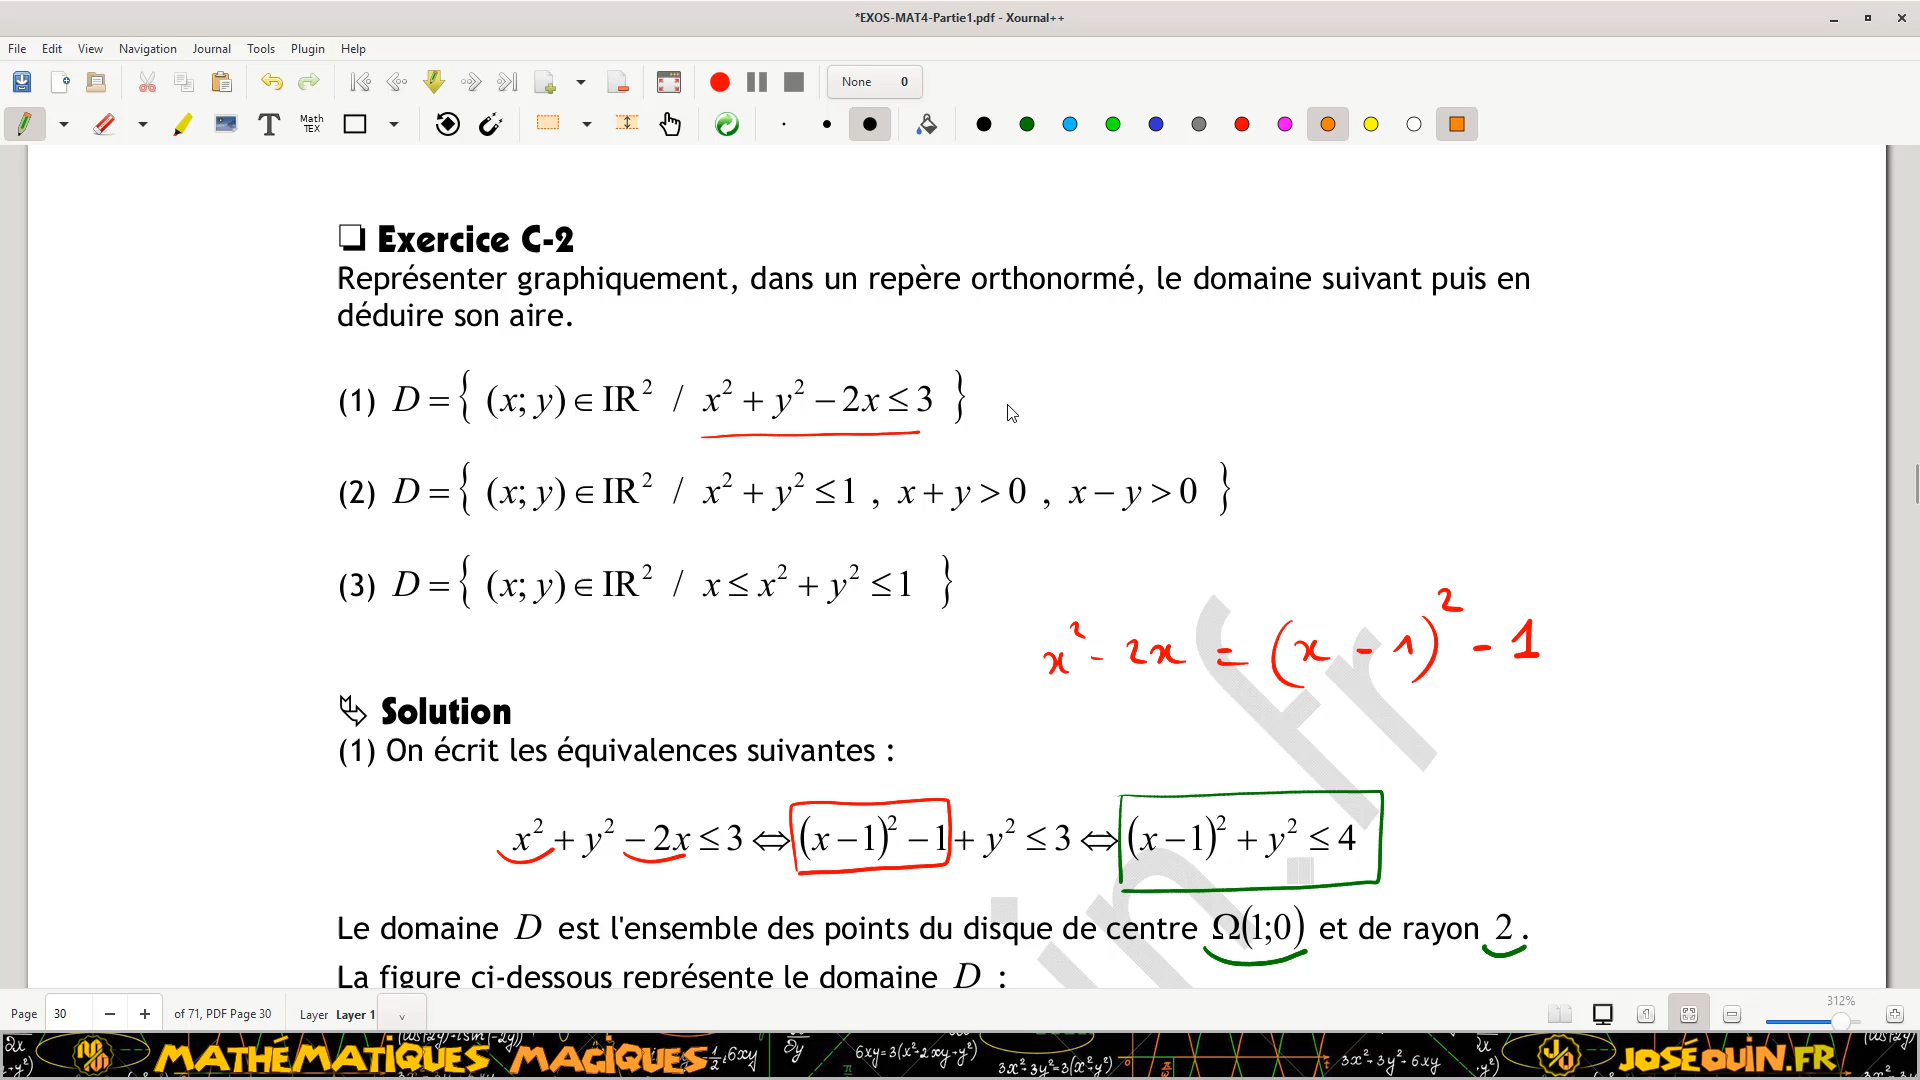 *EXOS-MAT4-Partie1.pdf - Xournal++
File Edit View Navigation Journal Tools Plugin Help
None 0
T Math TEX
❑ Exercice C-2
Représenter graphiquement, dans un repère orthonormé, le domaine suivant puis en
déduire son aire.
(1) D = { (x; y) ∈ IR² / x² + y² − 2x ≤ 3 }
(2) D = { (x; y) ∈ IR² / x² + y² ≤ 1 , x + y > 0 , x − y > 0 }
(3) D = { (x; y) ∈ IR² / x ≤ x² + y² ≤ 1 }
x² - 2x = (x - 1)² - 1
Solution
(1) On écrit les équivalences suivantes :
x² + y² − 2x ≤ 3 ⇔ (x − 1)² − 1 + y² ≤ 3 ⇔ (x − 1)² + y² ≤ 4
Le domaine D est l'ensemble des points du disque de centre Ω(1;0) et de rayon 2.
La figure ci-dessous représente le domaine D :
in.fr
Page 30 of 71, PDF Page 30 Layer Layer 1 312%
MATHÉMATIQUES MAGIQUES JOSÉOUIN.FR